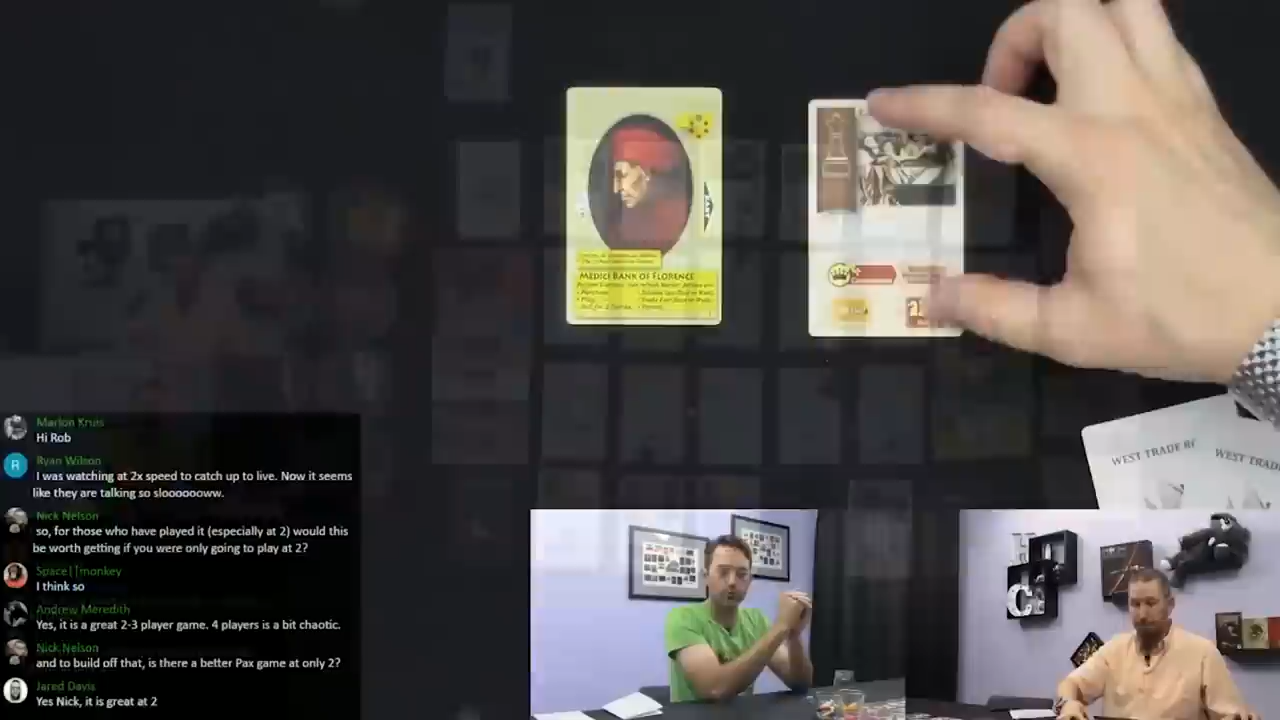 MEDICI BANK OF FLORENCE
WEST TRADE
WEST TRAD
Marlon Kruis
Hi Rob
Ryan Wilson
I was watching at 2x speed to catch up to live. Now it seems
like they are talking so slooooooww.
Nick Nelson
so, for those who have played it (especially at 2) would this
be worth getting if you were only going to play at 2?
Space[]monkey
I think so
Andrew Meredith
Yes, it is a great 2-3 player game. 4 players is a bit chaotic.
Nick Nelson
and to build off that, is there a better Pax game at only 2?
Jared Davis
Yes Nick, it is great at 2